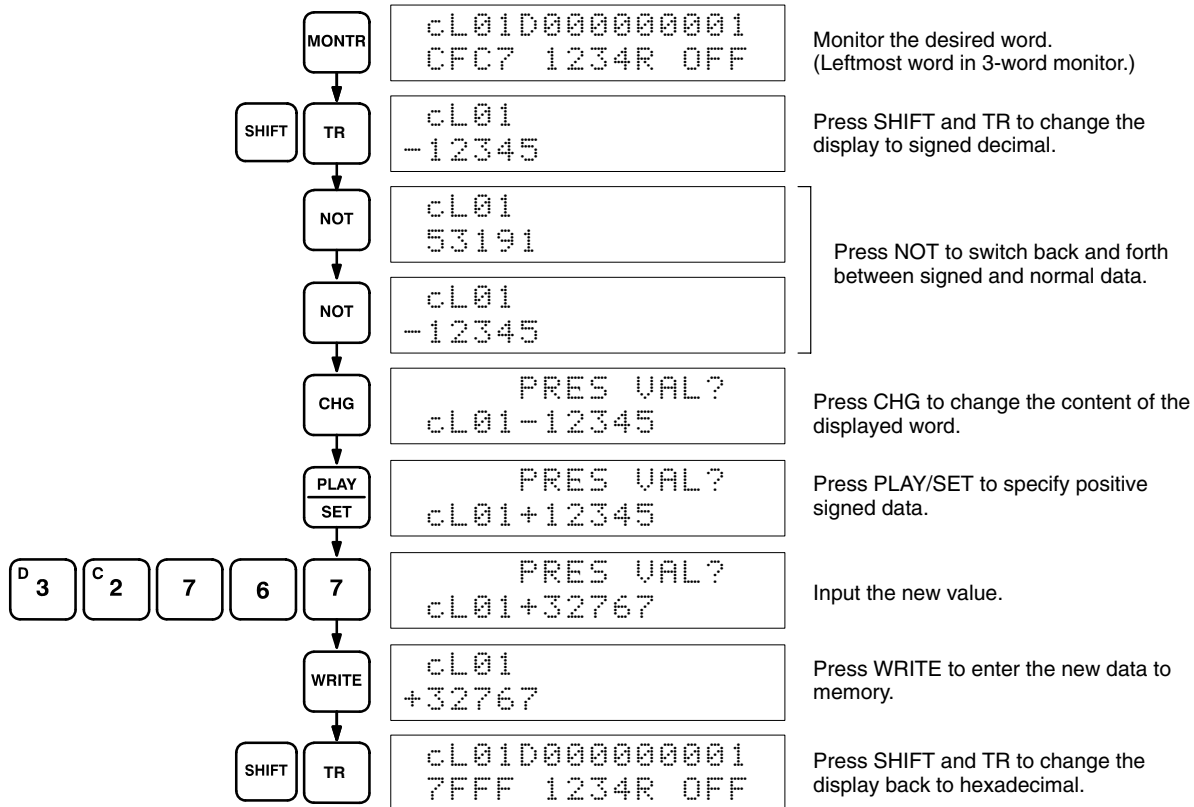 MONTR
cL01D000000001
CFC7 1234R OFF
Monitor the desired word.
(Leftmost word in 3-word monitor.)
SHIFT
TR
cL01
-12345
Press SHIFT and TR to change the
display to signed decimal.
NOT
cL01
53191
NOT
cL01
-12345
Press NOT to switch back and forth
between signed and normal data.
CHG
PRES VAL?
cL01-12345
Press CHG to change the content of the
displayed word.
PLAY
SET
PRES VAL?
cL01+12345
Press PLAY/SET to specify positive
signed data.
D 3
C 2
7
6
7
PRES VAL?
cL01+32767
Input the new value.
WRITE
cL01
+32767
Press WRITE to enter the new data to
memory.
SHIFT
TR
cL01D000000001
7FFF 1234R OFF
Press SHIFT and TR to change the
display back to hexadecimal.